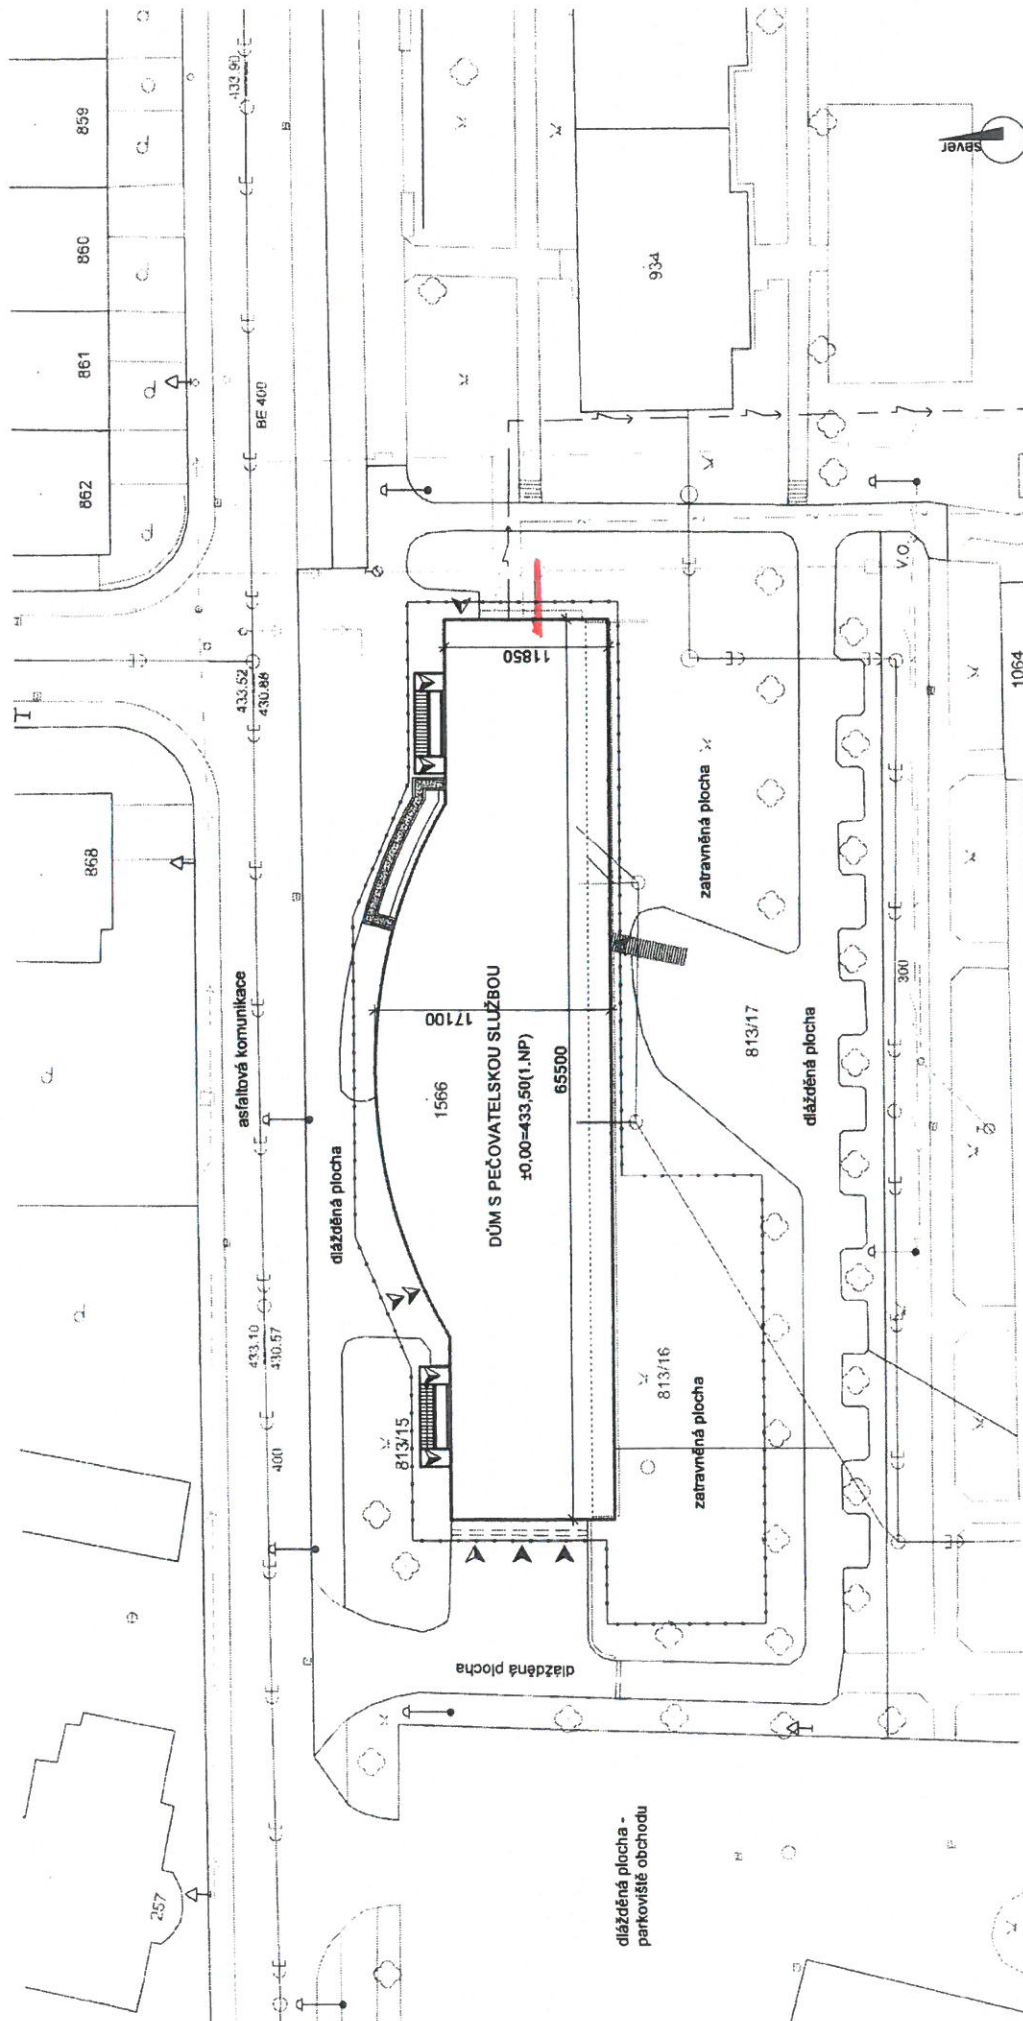 859
860
861
862
433.90
BE 400
433.52
430.88
868
934
sever
asfaltová komunikace
dlážděná plocha
11850
17100
1566
DŮM S PEČOVATELSKOU SLUŽBOU
±0,00=433,50(1.NP)
65500
zatravněná plocha
813/17
dlážděná plocha
300
V.O.
1064
433.10
430.57
400
813/15
813/16
zatravněná plocha
dlážděná plocha
257
dlážděná plocha -
parkoviště obchodu